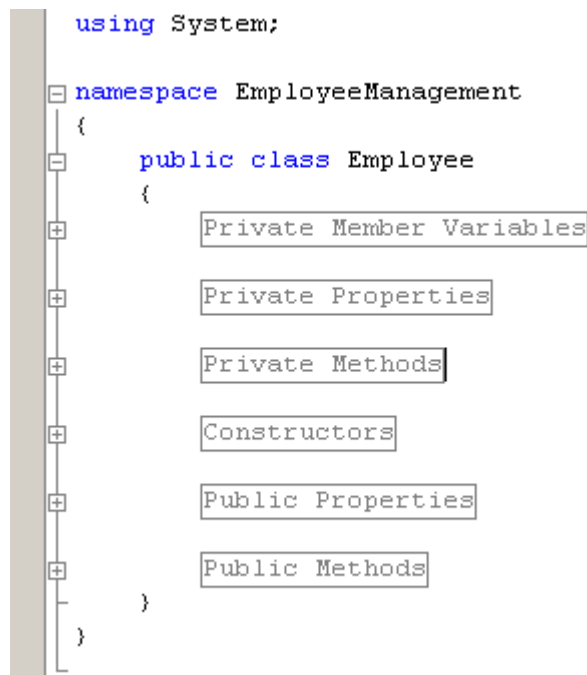 using System;
namespace EmployeeManagement
{
public class Employee
{
Private Member Variables
Private Properties
Private Methods
Constructors
Public Properties
Public Methods
}
}